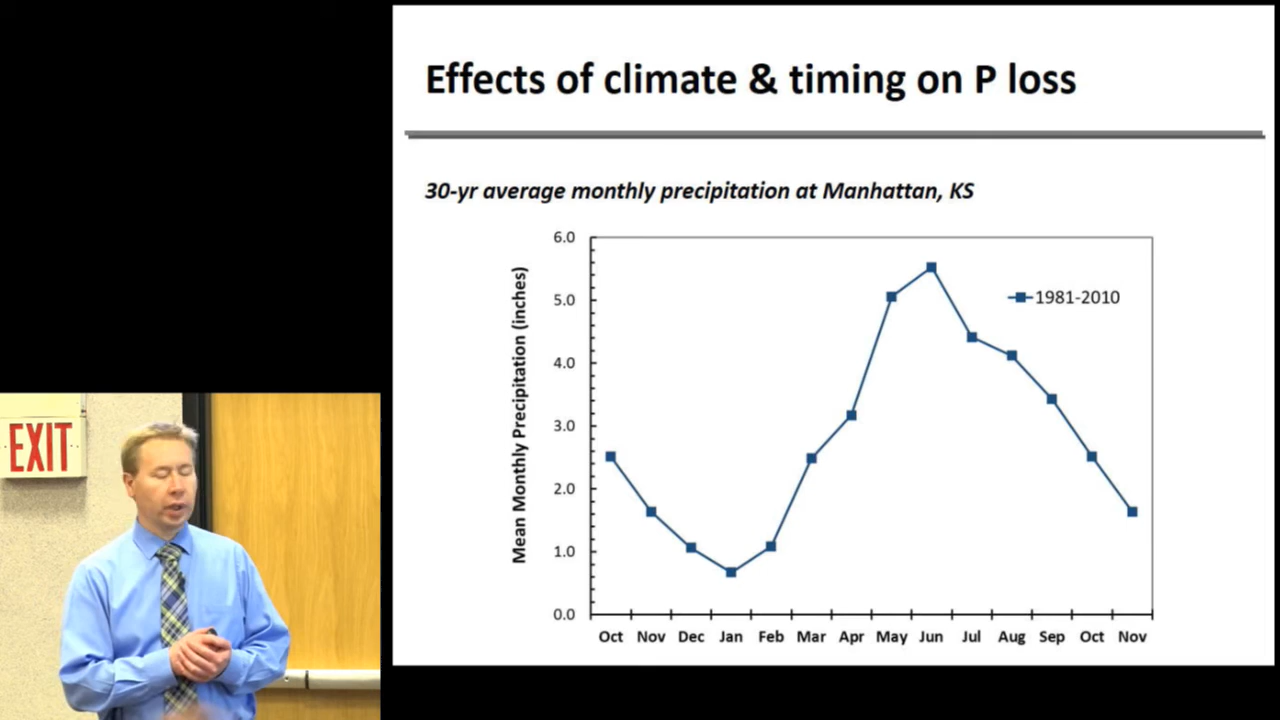 Effects of climate & timing on P loss
30-yr average monthly precipitation at Manhattan, KS
Mean Monthly Precipitation (inches)
6.0
5.0
4.0
3.0
2.0
1.0
0.0
1981-2010
Oct Nov Dec Jan Feb Mar Apr May Jun Jul Aug Sep Oct Nov
EXIT